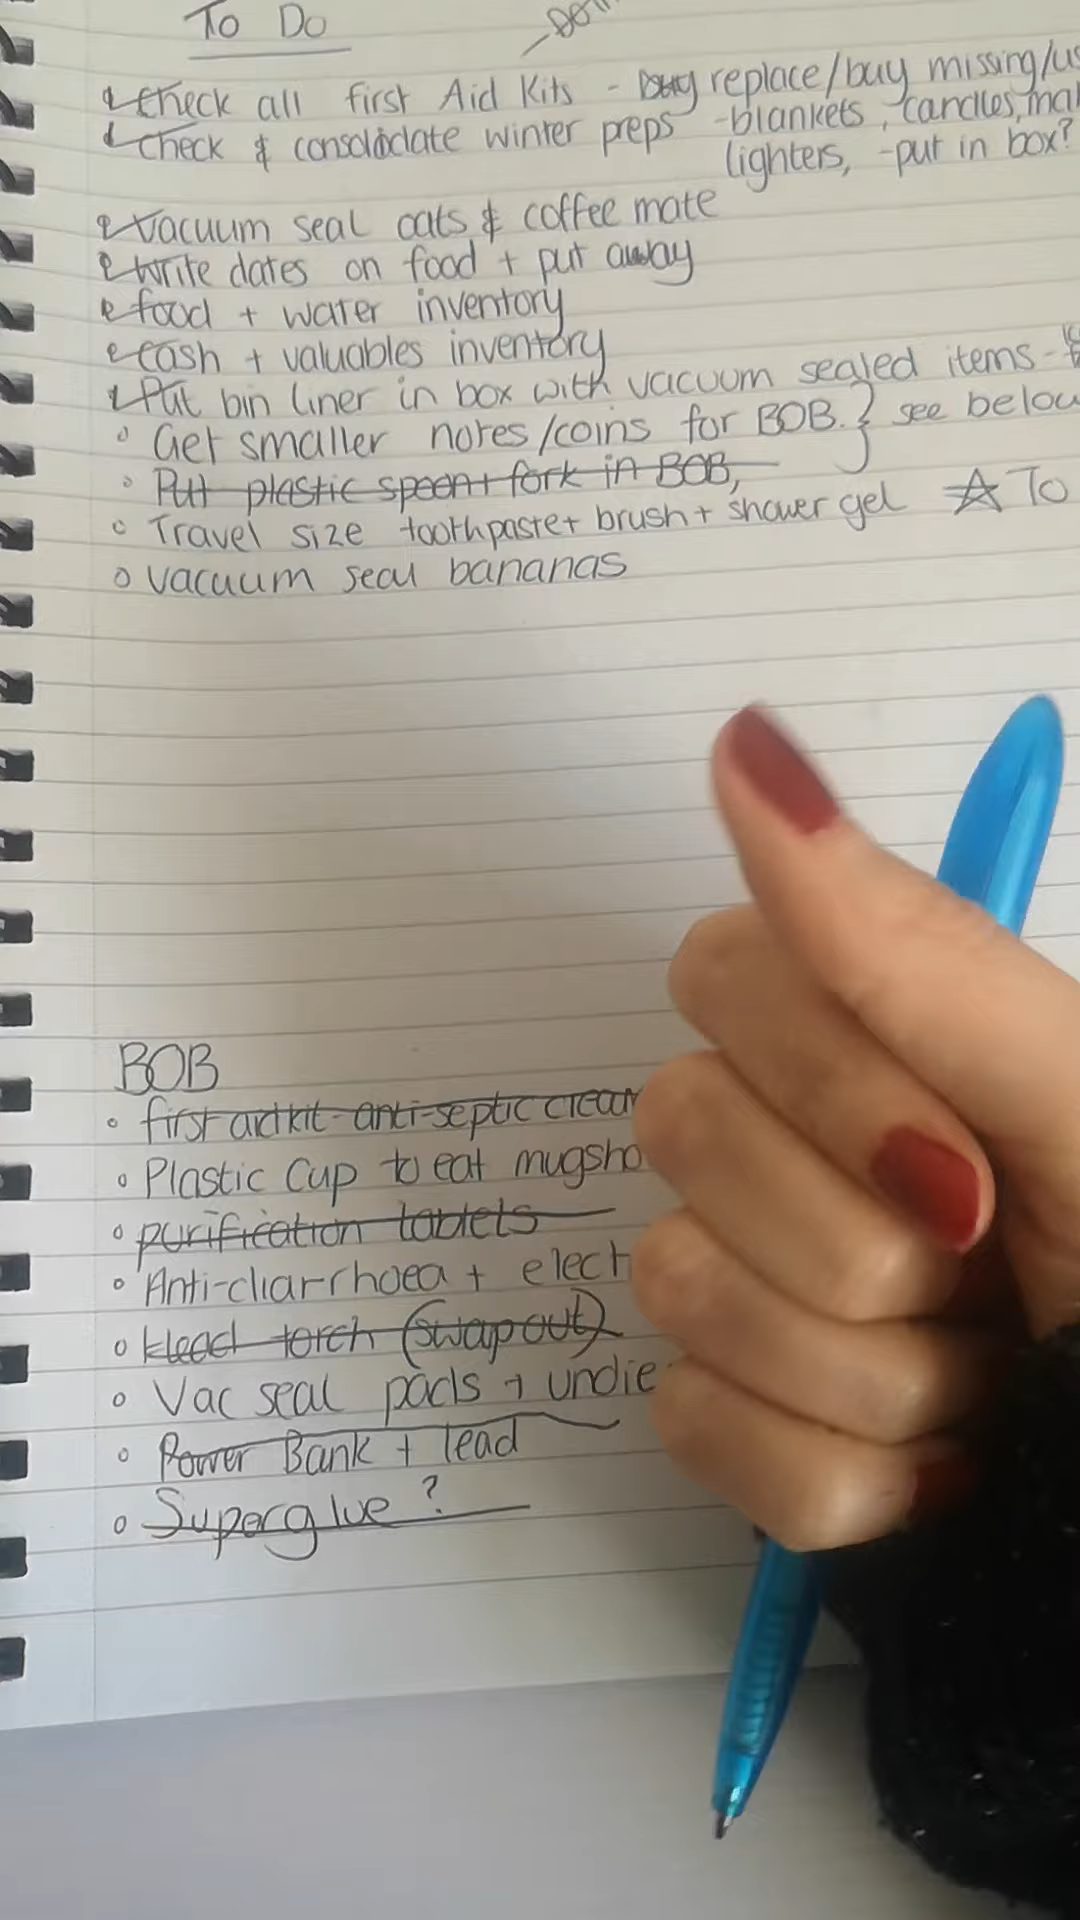 To Do
Check all first Aid Kits - replace/buy missing/us
Check & consolidate winter preps - blankets, candles, mat
lighters, - put in box?
Vacuum seal oats & coffee mate
Write dates on food + put away
food + water inventory
cash + valuables inventory
Put bin liner in box with vacuum sealed items -
Get smaller notes/coins for BOB. } see below
Put plastic spoon + fork in BOB,
Travel size toothpaste + brush + shower gel ☆ To
Vacuum seal bananas
BOB
first aid kit - anti-septic cream
Plastic Cup to eat mugsho
purification tablets
Anti-diarrhoea + elect
Head torch (swap out)
Vac seal pads + undie
Power Bank + lead
Superglue?